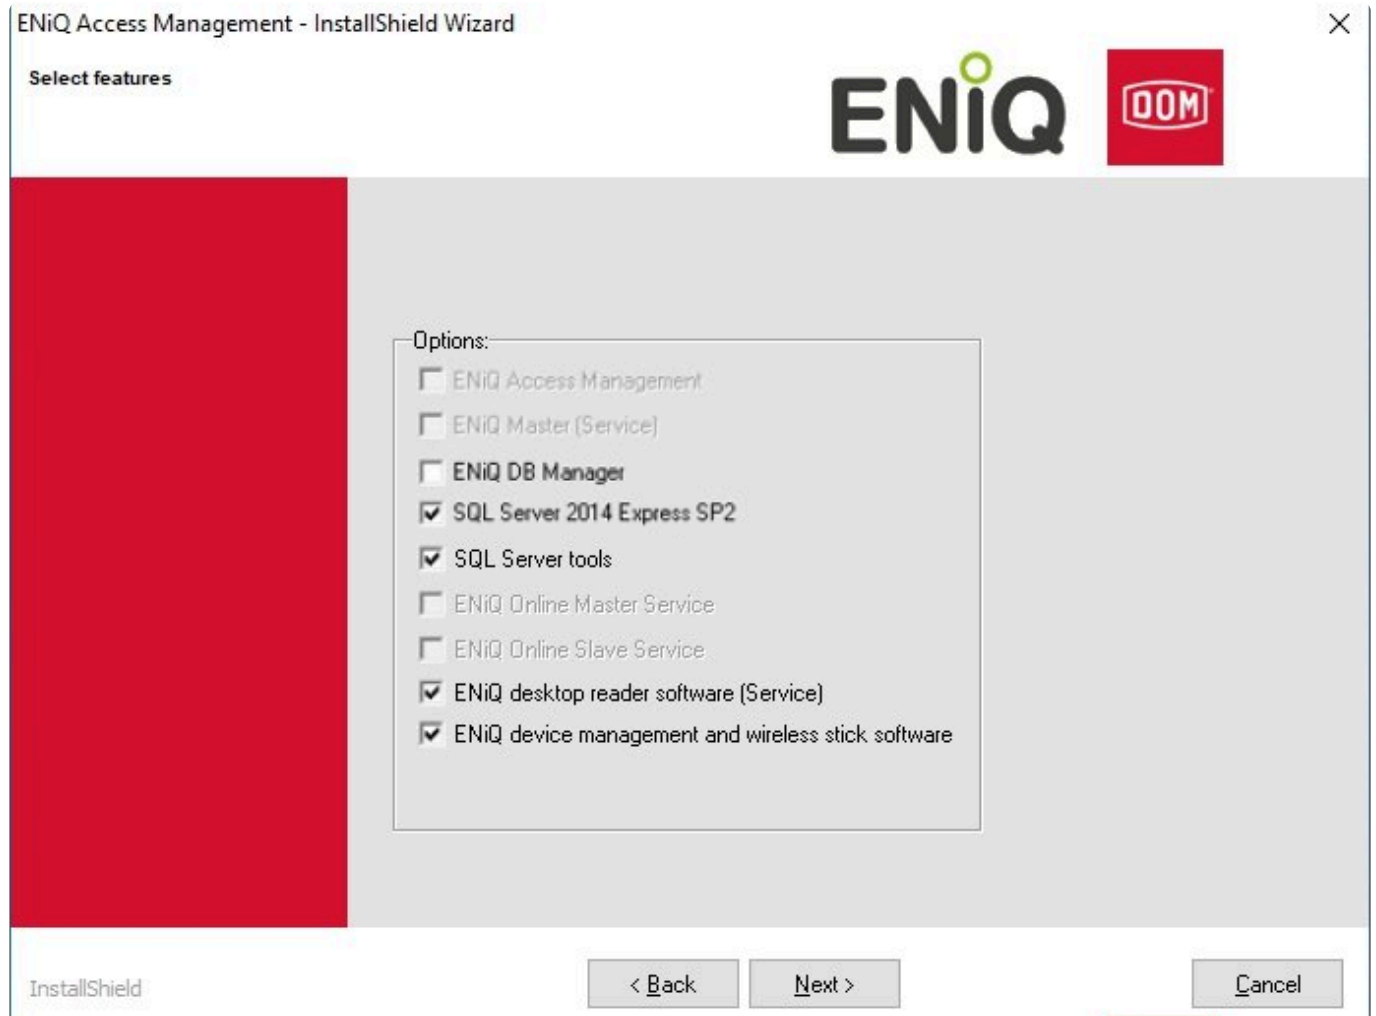 ENiQ Access Management - InstallShield Wizard
Select features
ENiQ
DOM
Options:
ENiQ Access Management
ENiQ Master (Service)
ENiQ DB Manager
SQL Server 2014 Express SP2
SQL Server tools
ENiQ Online Master Service
ENiQ Online Slave Service
ENiQ desktop reader software (Service)
ENiQ device management and wireless stick software
InstallShield
< Back
Next >
Cancel